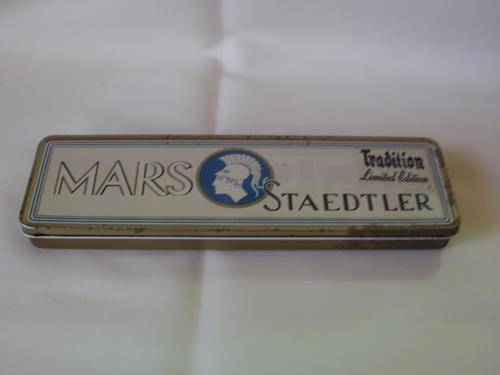 MARS
STAEDTLER
Tradition
Limited Edition